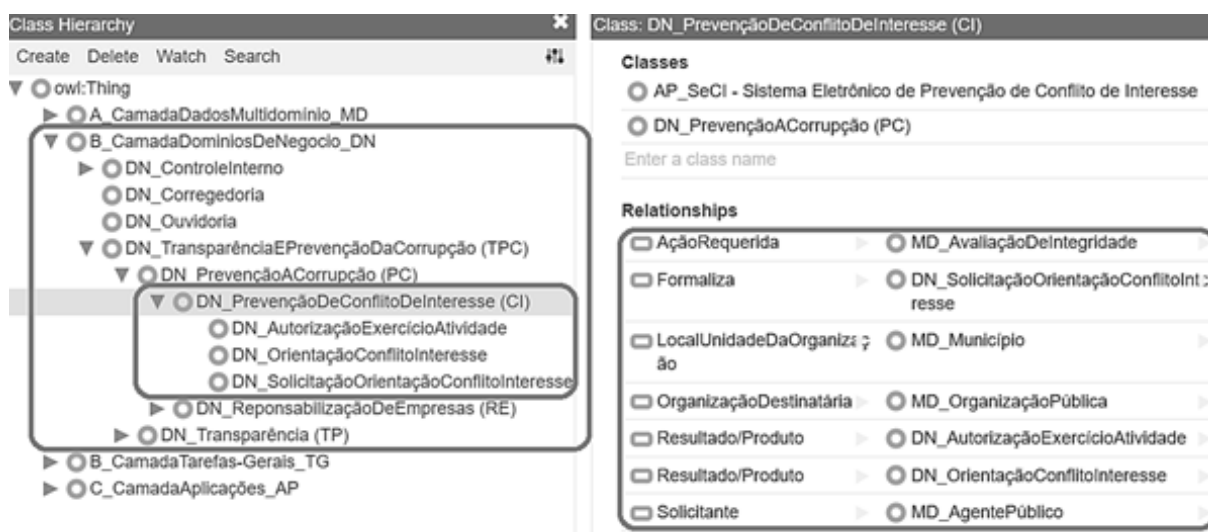 Class Hierarchy
Create Delete Watch Search
owl:Thing
A_CamadaDadosMultidomínio_MD
B_CamadaDominiosDeNegocio_DN
DN_ControleInterno
DN_Corregedoria
DN_Ouvidoria
DN_TransparênciaEPrevençãoDaCorrupção (TPC)
DN_PrevençãoACorrupção (PC)
DN_PrevençãoDeConflitoDeInteresse (CI)
DN_AutorizaçãoExercícioAtividade
DN_OrientaçãoConflitoInteresse
DN_SolicitaçãoOrientaçãoConflitoInteresse
DN_ReponsabilizaçãoDeEmpresas (RE)
DN_Transparência (TP)
B_CamadaTarefas-Gerais_TG
C_CamadaAplicações_AP
Class: DN_PrevençãoDeConflitoDeInteresse (CI)
Classes
AP_SeCI - Sistema Eletrônico de Prevenção de Conflito de Interesse
DN_PrevençãoACorrupção (PC)
Enter a class name
Relationships
AçãoRequerida MD_AvaliaçãoDeIntegridade
Formaliza DN_SolicitaçãoOrientaçãoConflitoInt
resse
LocalUnidadeDaOrganizaç MD_Município
ão
OrganizaçãoDestinatária MD_OrganizaçãoPública
Resultado/Produto DN_AutorizaçãoExercícioAtividade
Resultado/Produto DN_OrientaçãoConflitoInteresse
Solicitante MD_AgentePúblico